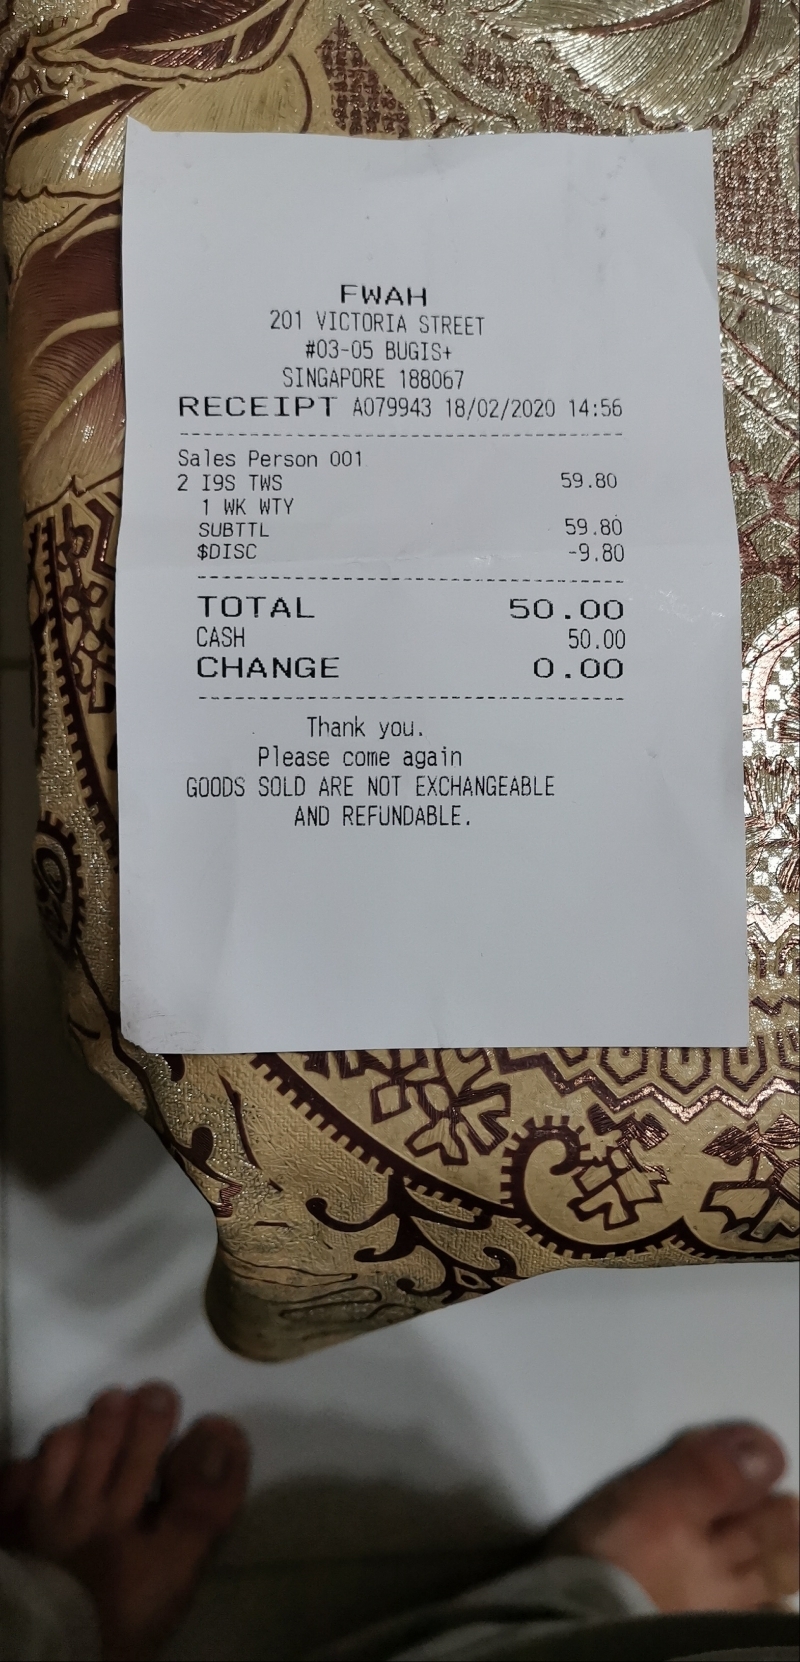 FWAH
201 VICTORIA STREET
#03-05 BUGIS+
SINGAPORE 188067
RECEIPT A079943 18/02/2020 14:56
Sales Person 001
2 I9S TWS 59.80
1 WK WTY
SUBTTL 59.80
$DISC -9.80
TOTAL 50.00
CASH 50.00
CHANGE 0.00
Thank you.
Please come again
GOODS SOLD ARE NOT EXCHANGEABLE
AND REFUNDABLE.